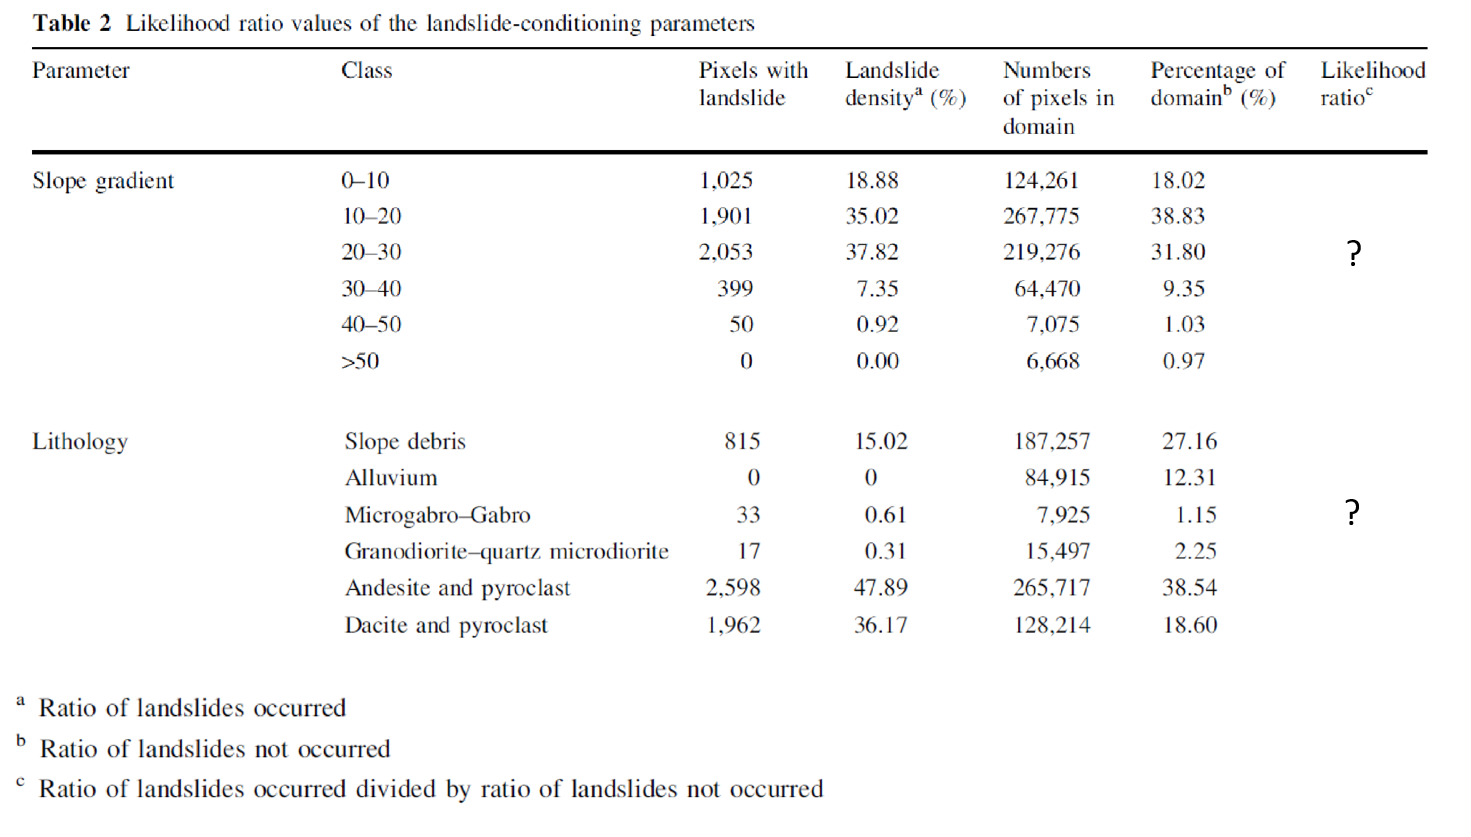 Table 2 Likelihood ratio values of the landslide-conditioning parameters
Parameter Class Pixels with landslide Landslide densityᵃ (%) Numbers of pixels in domain Percentage of domainᵇ (%) Likelihood ratioᶜ
Slope gradient 0–10 1,025 18.88 124,261 18.02
10–20 1,901 35.02 267,775 38.83
20–30 2,053 37.82 219,276 31.80 ?
30–40 399 7.35 64,470 9.35
40–50 50 0.92 7,075 1.03
>50 0 0.00 6,668 0.97
Lithology Slope debris 815 15.02 187,257 27.16
Alluvium 0 0 84,915 12.31
Microgabro–Gabro 33 0.61 7,925 1.15 ?
Granodiorite–quartz microdiorite 17 0.31 15,497 2.25
Andesite and pyroclast 2,598 47.89 265,717 38.54
Dacite and pyroclast 1,962 36.17 128,214 18.60
ᵃ Ratio of landslides occurred
ᵇ Ratio of landslides not occurred
ᶜ Ratio of landslides occurred divided by ratio of landslides not occurred